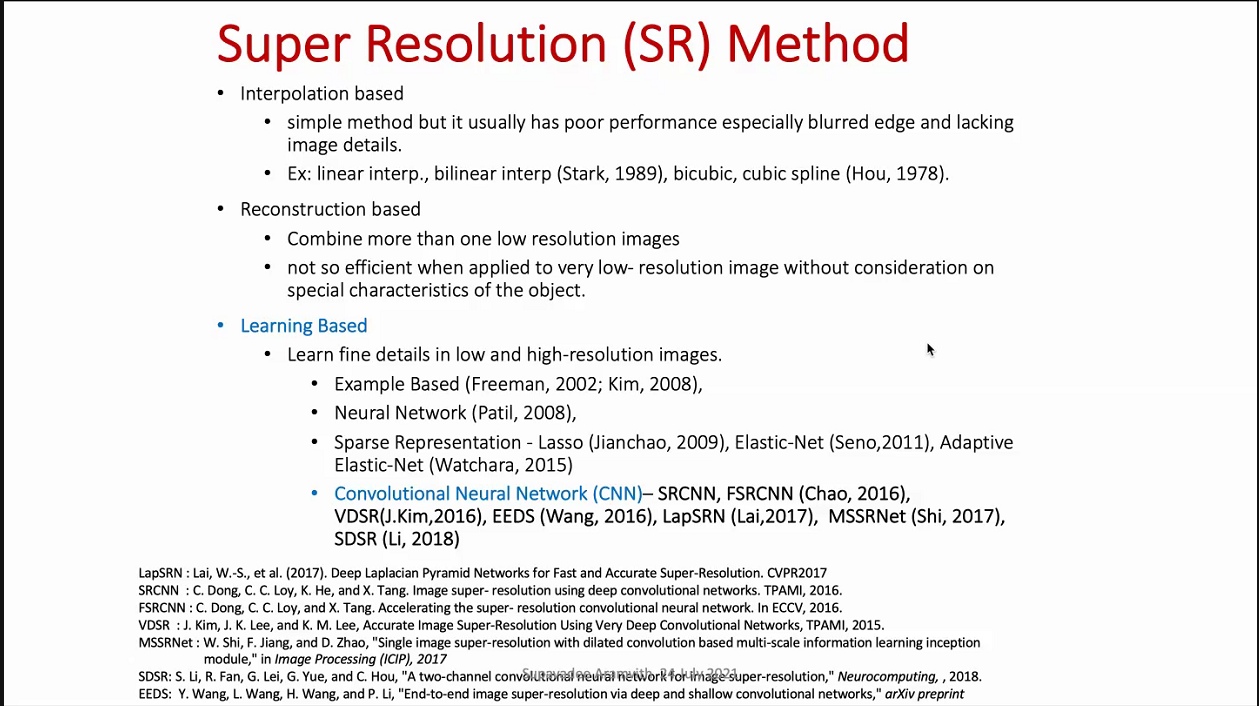 Super Resolution (SR) Method
• Interpolation based
• simple method but it usually has poor performance especially blurred edge and lacking
image details.
• Ex: linear interp., bilinear interp (Stark, 1989), bicubic, cubic spline (Hou, 1978).
• Reconstruction based
• Combine more than one low resolution images
• not so efficient when applied to very low- resolution image without consideration on
special characteristics of the object.
• Learning Based
• Learn fine details in low and high-resolution images.
• Example Based (Freeman, 2002; Kim, 2008),
• Neural Network (Patil, 2008),
• Sparse Representation - Lasso (Jianchao, 2009), Elastic-Net (Seno,2011), Adaptive
Elastic-Net (Watchara, 2015)
• Convolutional Neural Network (CNN)– SRCNN, FSRCNN (Chao, 2016),
VDSR(J.Kim,2016), EEDS (Wang, 2016), LapSRN (Lai,2017), MSSRNet (Shi, 2017),
SDSR (Li, 2018)
LapSRN : Lai, W.-S., et al. (2017). Deep Laplacian Pyramid Networks for Fast and Accurate Super-Resolution. CVPR2017
SRCNN : C. Dong, C. C. Loy, K. He, and X. Tang. Image super- resolution using deep convolutional networks. TPAMI, 2016.
FSRCNN : C. Dong, C. C. Loy, and X. Tang. Accelerating the super- resolution convolutional neural network. In ECCV, 2016.
VDSR : J. Kim, J. K. Lee, and K. M. Lee, Accurate Image Super-Resolution Using Very Deep Convolutional Networks, TPAMI, 2015.
MSSRNet : W. Shi, F. Jiang, and D. Zhao, "Single image super-resolution with dilated convolution based multi-scale information learning inception
module," in Image Processing (ICIP), 2017
Supavadee Aramvith, 24 July 2021
SDSR: S. Li, R. Fan, G. Lei, G. Yue, and C. Hou, "A two-channel convolutional neural network for image super-resolution," Neurocomputing, , 2018.
EEDS: Y. Wang, L. Wang, H. Wang, and P. Li, "End-to-end image super-resolution via deep and shallow convolutional networks," arXiv preprint